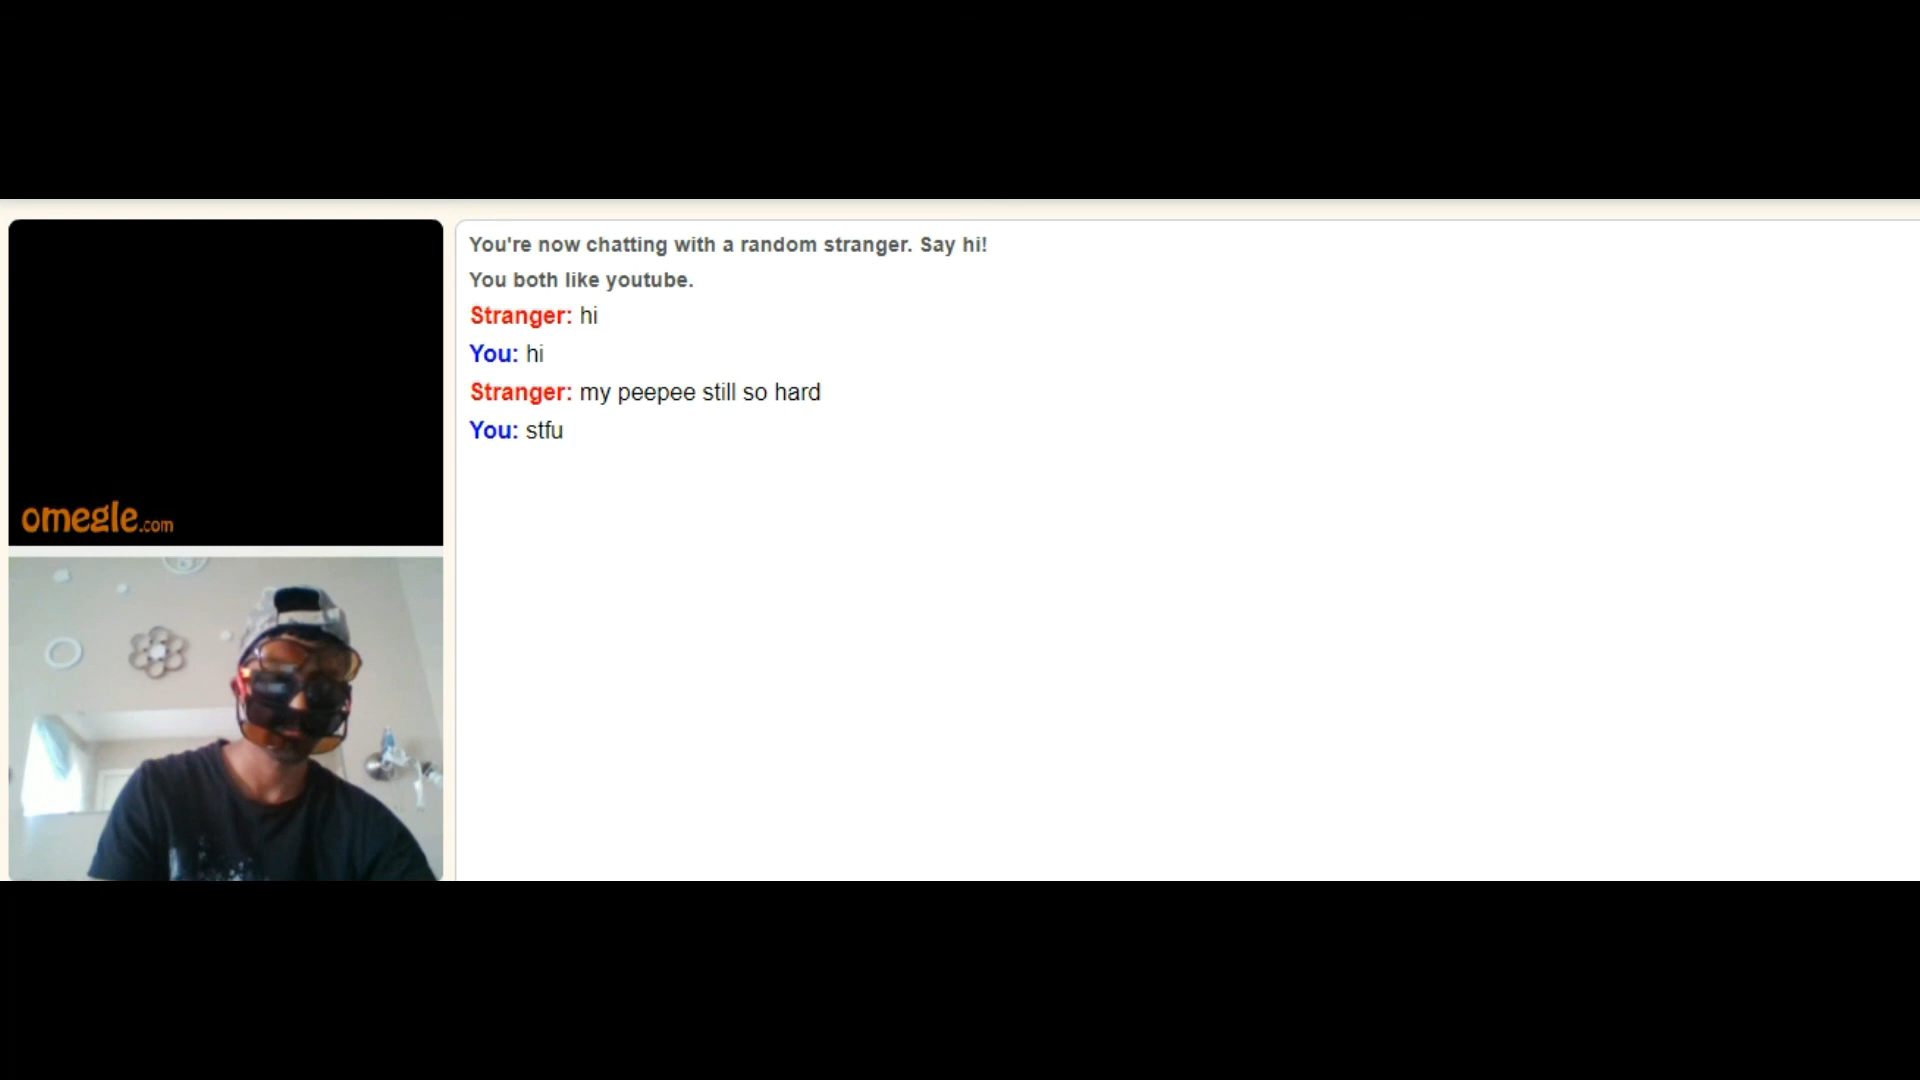 You're now chatting with a random stranger. Say hi!
You both like youtube.
Stranger: hi
You: hi
Stranger: my peepee still so hard
You: stfu
omegle.com